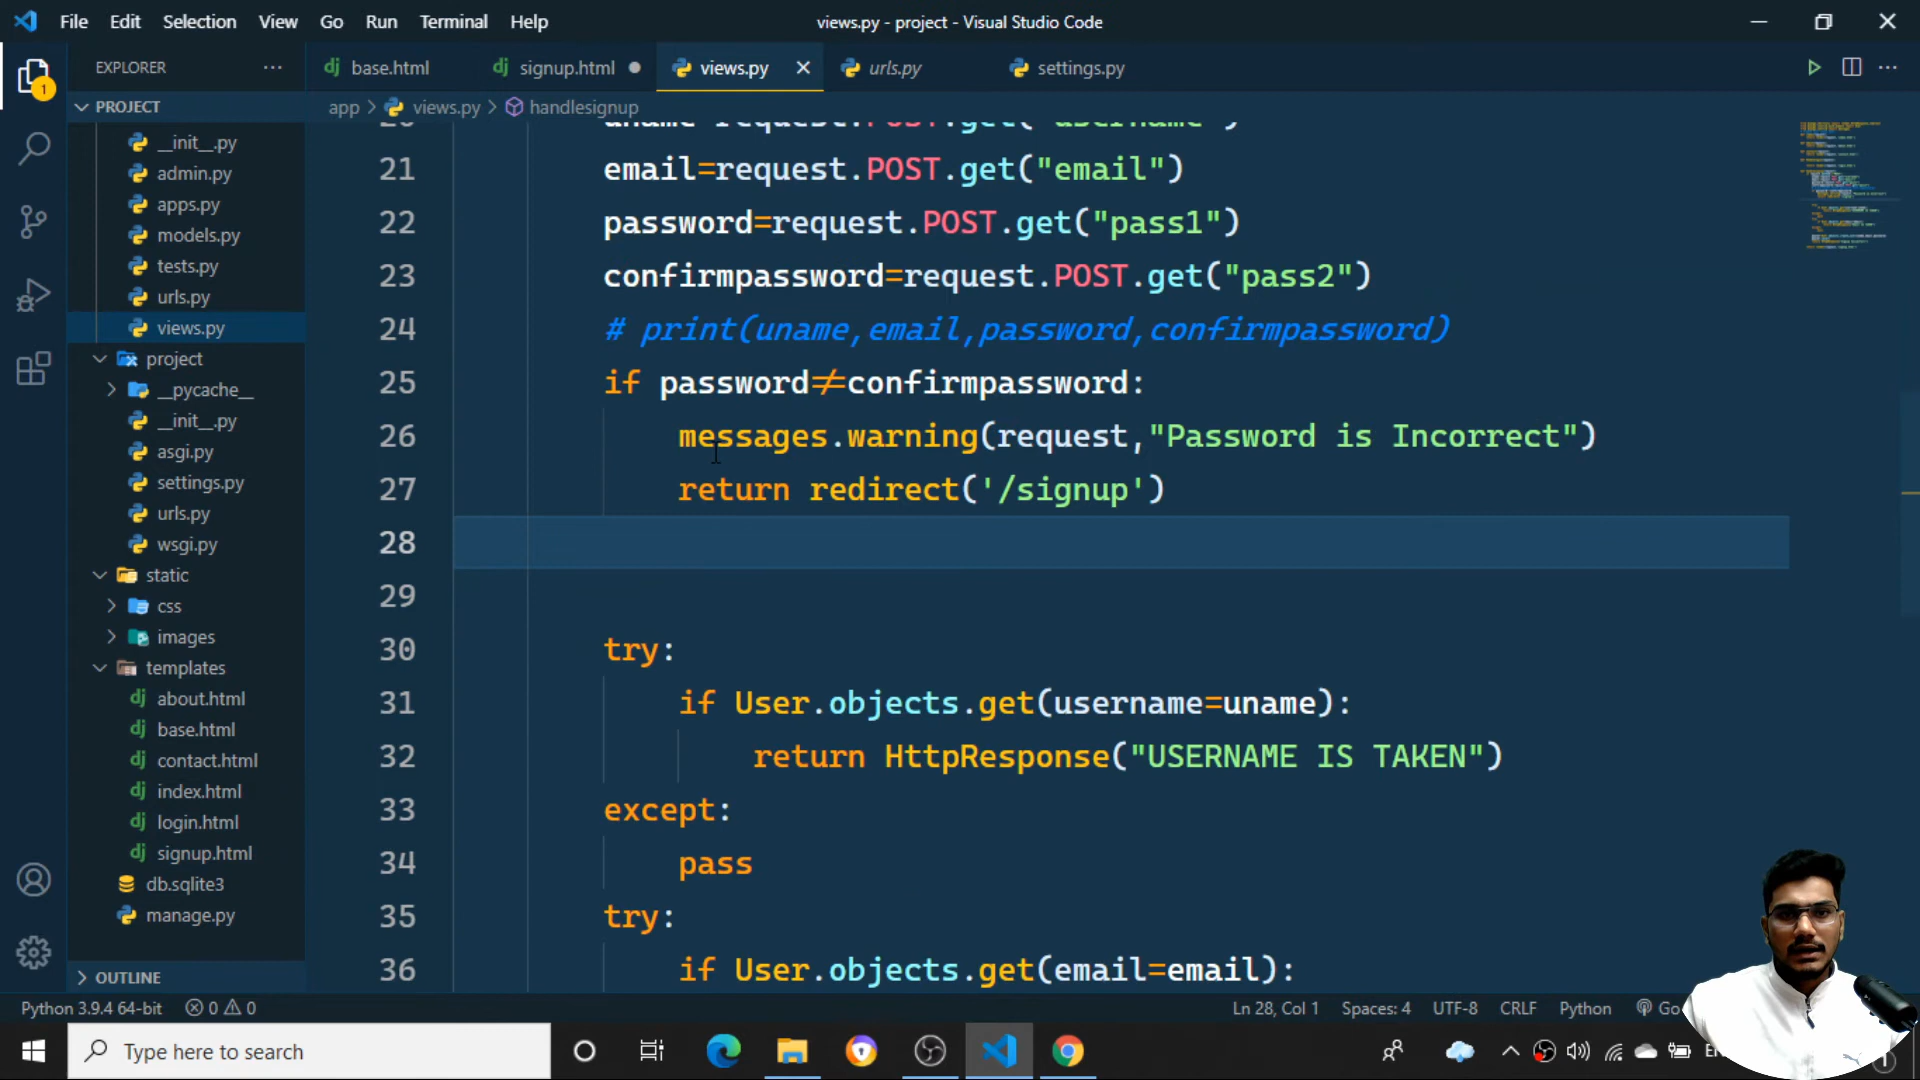 File Edit Selection View Go Run Terminal Help
views.py - project - Visual Studio Code
EXPLORER
base.html
signup.html
views.py
urls.py
settings.py
1
PROJECT
app > views.py > handlesignup
__init__.py
admin.py
apps.py
models.py
tests.py
urls.py
views.py
project
__pycache__
__init__.py
asgi.py
settings.py
urls.py
wsgi.py
static
css
images
templates
about.html
base.html
contact.html
index.html
login.html
signup.html
db.sqlite3
manage.py
OUTLINE
21 email=request.POST.get("email")
22 password=request.POST.get("pass1")
23 confirmpassword=request.POST.get("pass2")
24 # print(uname,email,password,confirmpassword)
25 if password≠confirmpassword:
26 messages.warning(request,"Password is Incorrect")
27 return redirect('/signup')
28
29
30 try:
31 if User.objects.get(username=uname):
32 return HttpResponse("USERNAME IS TAKEN")
33 except:
34 pass
35 try:
36 if User.objects.get(email=email):
Python 3.9.4 64-bit 0 0
Ln 28, Col 1 Spaces: 4 UTF-8 CRLF Python Go
Type here to search